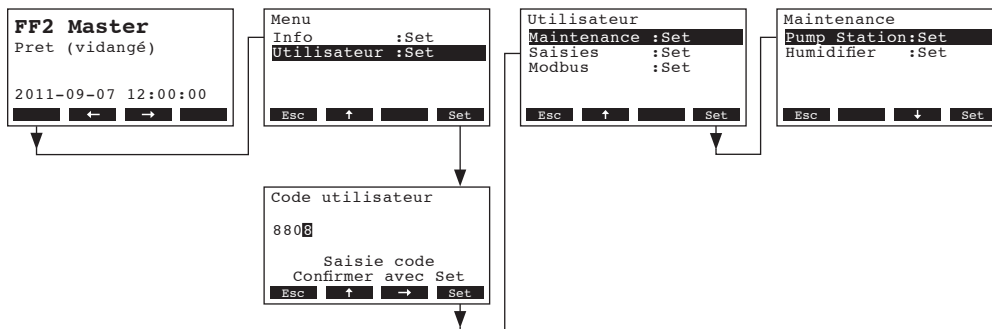 FF2 Master
Pret (vidangé)
2011-09-07 12:00:00
← →
Menu
Info :Set
Utilisateur :Set
Esc ↑ Set
Code utilisateur
8808
Saisie code
Confirmer avec Set
Esc ↑ → Set
Utilisateur
Maintenance :Set
Saisies :Set
Modbus :Set
Esc ↑ Set
Maintenance
Pump Station:Set
Humidifier :Set
Esc ↓ Set